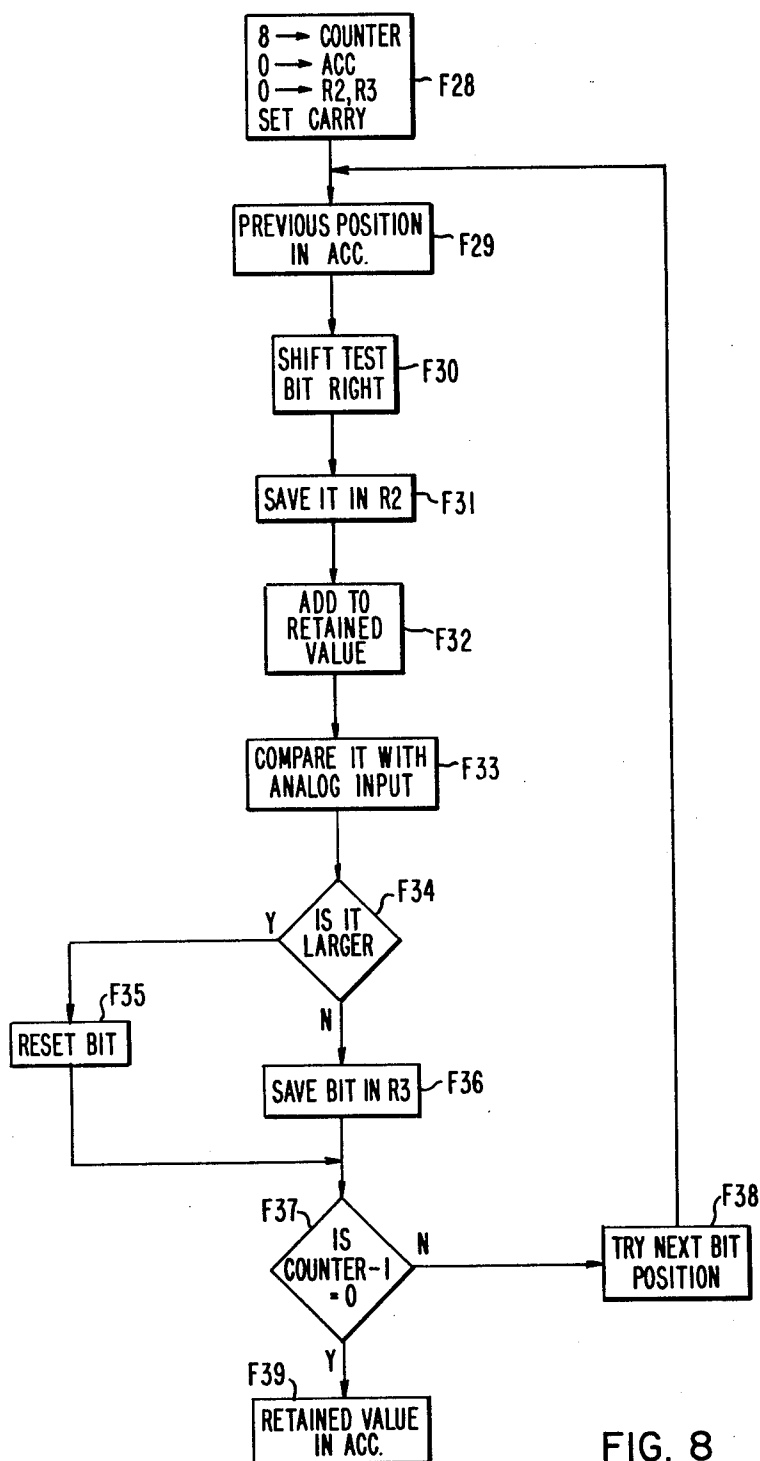 8 → COUNTER
0 → ACC
0 → R2,R3
SET CARRY
F28
PREVIOUS POSITION
IN ACC.
F29
SHIFT TEST
BIT RIGHT
F30
SAVE IT IN R2
F31
ADD TO
RETAINED
VALUE
F32
COMPARE IT WITH
ANALOG INPUT
F33
F34
IS IT
LARGER
Y
N
F35
RESET BIT
SAVE BIT IN R3
F36
F37
IS
COUNTER-1
=0
N
Y
F38
TRY NEXT BIT
POSITION
F39
RETAINED VALUE
IN ACC.
FIG. 8